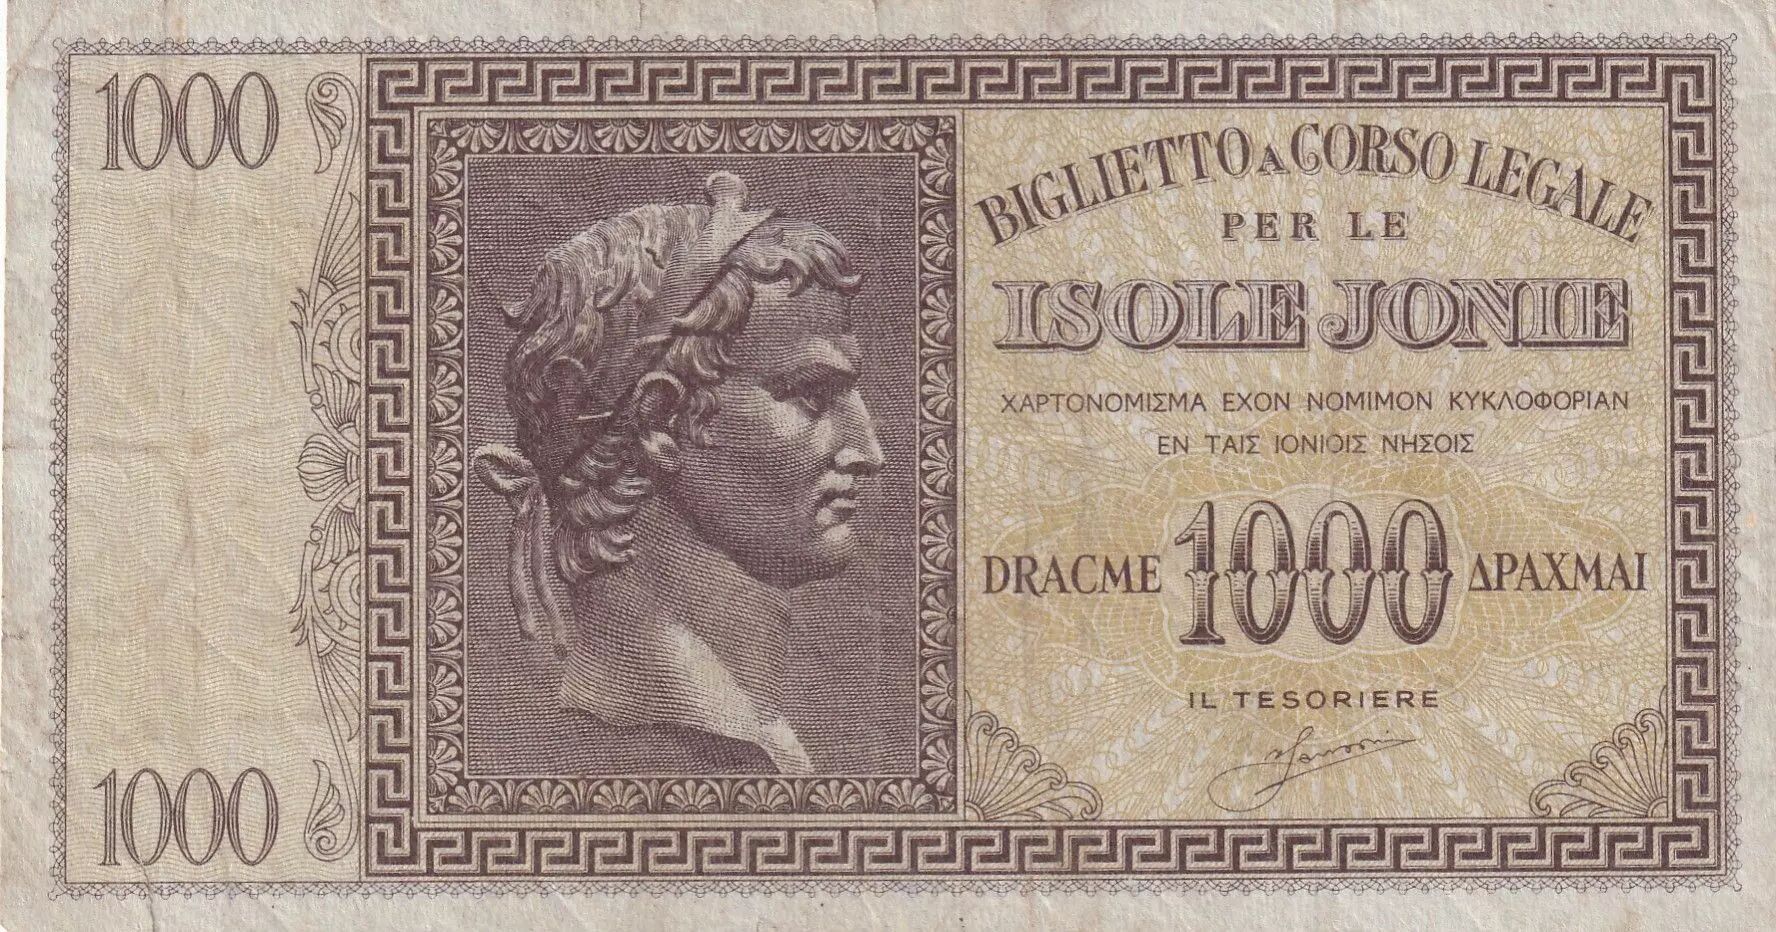 1000
BIGLIETTO A CORSO LEGALE
PER LE
ISOLE JONIE
ΧΑΡΤΟΝΟΜΙΣΜΑ ΕΧΟΝ ΝΟΜΙΜΟΝ ΚΥΚΛΟΦΟΡΙΑΝ
ΕΝ ΤΑΙΣ ΙΟΝΙΟΙΣ ΝΗΣΟΙΣ
DRACME 1000 ΔΡΑΧΜΑΙ
IL TESORIERE
1000